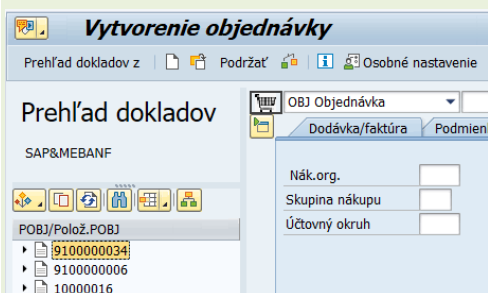 Vytvorenie objednávky
Prehľad dokladov z Podržať Osobné nastavenie
Prehľad dokladov
SAP&MEBANF
POBJ/Polož.POBJ
9100000034
9100000006
10000016
OBJ Objednávka
Dodávka/faktúra
Nák.org.
Skupina nákupu
Účtovný okruh